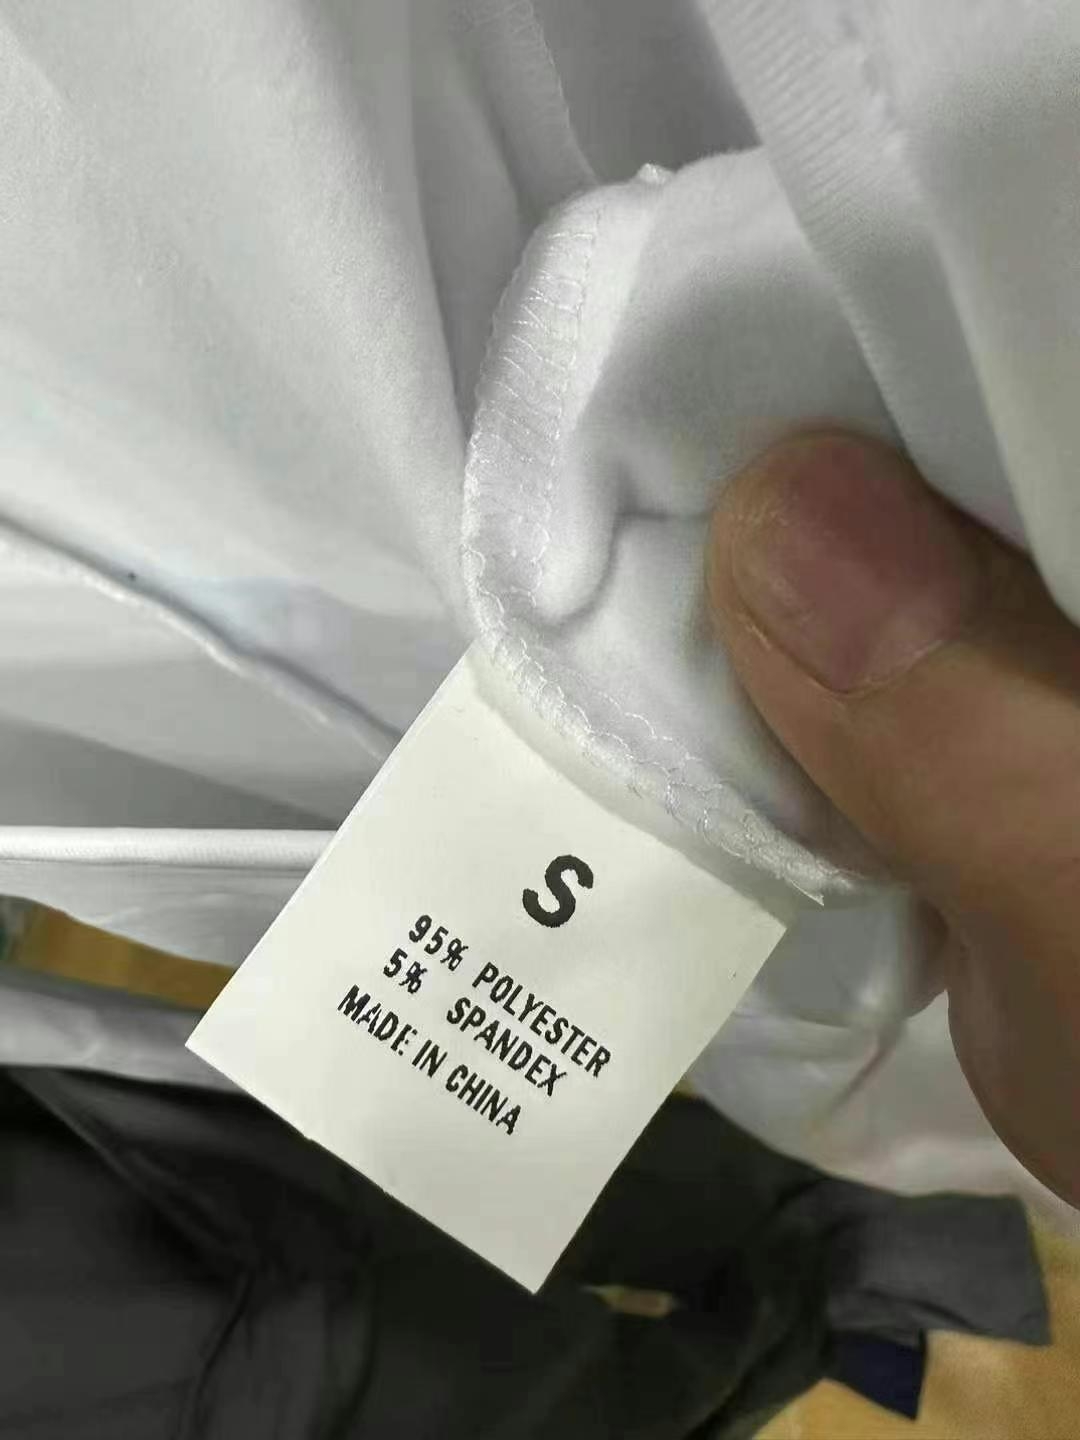 S
95% POLYESTER
5% SPANDEX
MADE IN CHINA